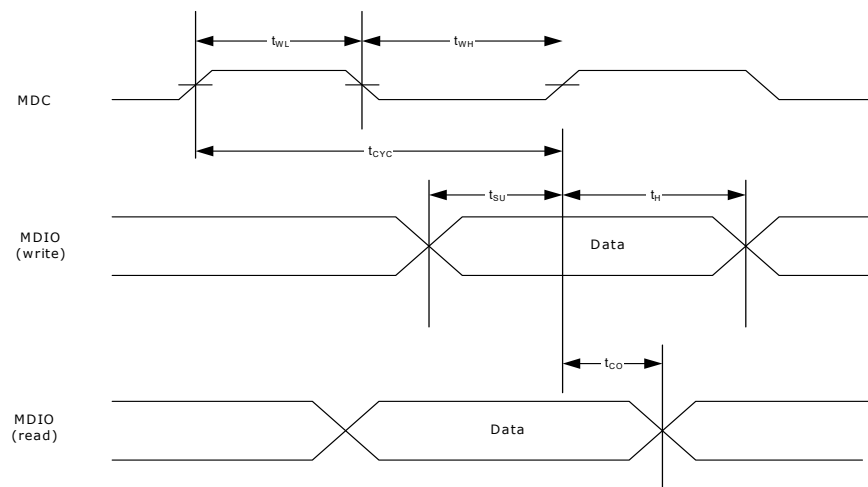 tWL
tWH
MDC
tCYC
tSU
tH
MDIO
(write)
Data
tCO
MDIO
(read)
Data